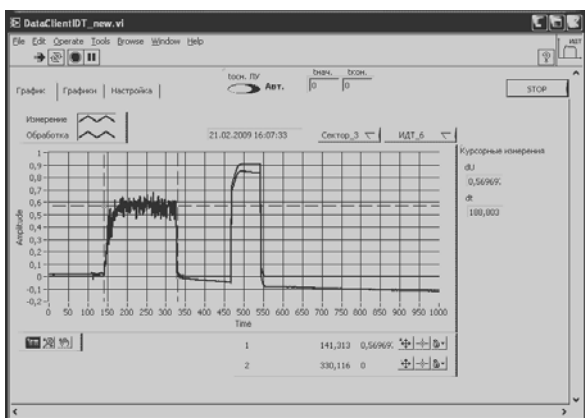 DataClientIDT_new.vi
File Edit Operate Tools Browse Window Help
ИДТ
tосн. ПУ
Авт.
tнач. tкон.
0 0
График Графики Настройка
STOP
Измерение
Обработка
21.02.2009 16:07:33
Сектор_3
ИДТ_6
Курсорные измерения
dU
0,56969
dt
188,803
Amplitude
1
0,9
0,8
0,7
0,6
0,5
0,4
0,3
0,2
0,1
0
-0,1
-0,2
0 50 100 150 200 250 300 350 400 450 500 550 600 650 700 750 800 850 900 950 1000
Time
1 141,313 0,56969
2 330,116 0